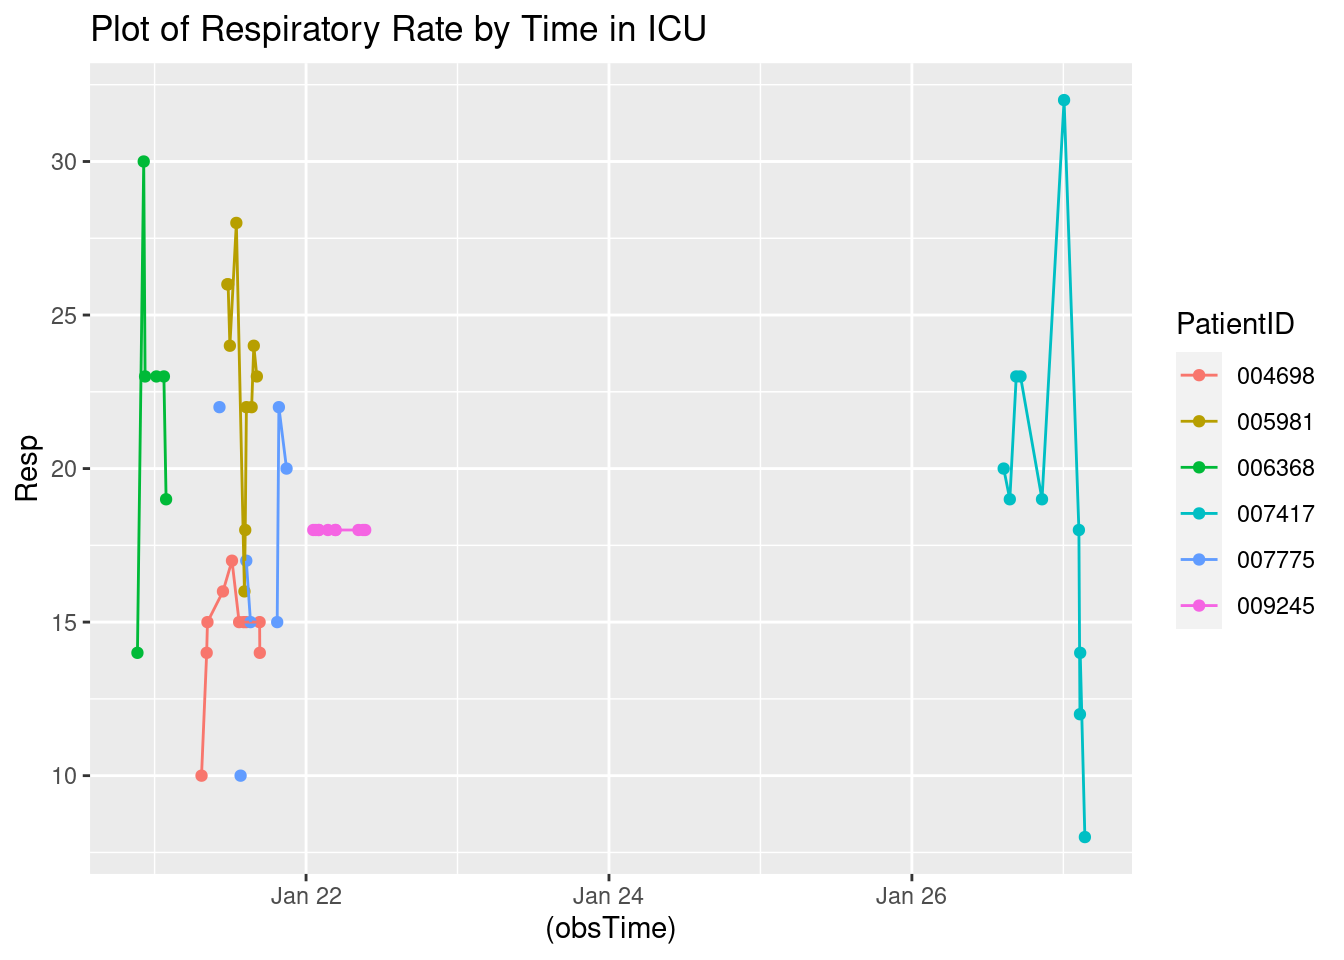 Plot of Respiratory Rate by Time in ICU
30
25
20
15
10
Resp
Jan 22
Jan 24
Jan 26
(obsTime)
PatientID
004698
005981
006368
007417
007775
009245